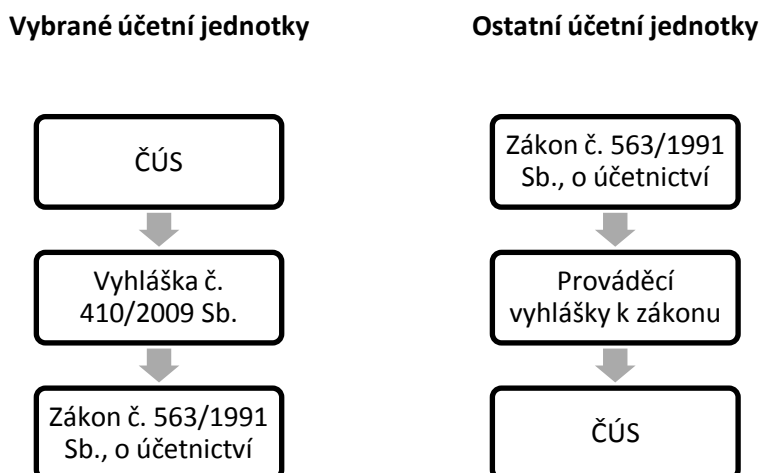 Vybrané účetní jednotky
ČÚS
Vyhláška č.
410/2009 Sb.
Zákon č. 563/1991
Sb., o účetnictví
Ostatní účetní jednotky
Zákon č. 563/1991
Sb., o účetnictví
Prováděcí
vyhlášky k zákonu
ČÚS